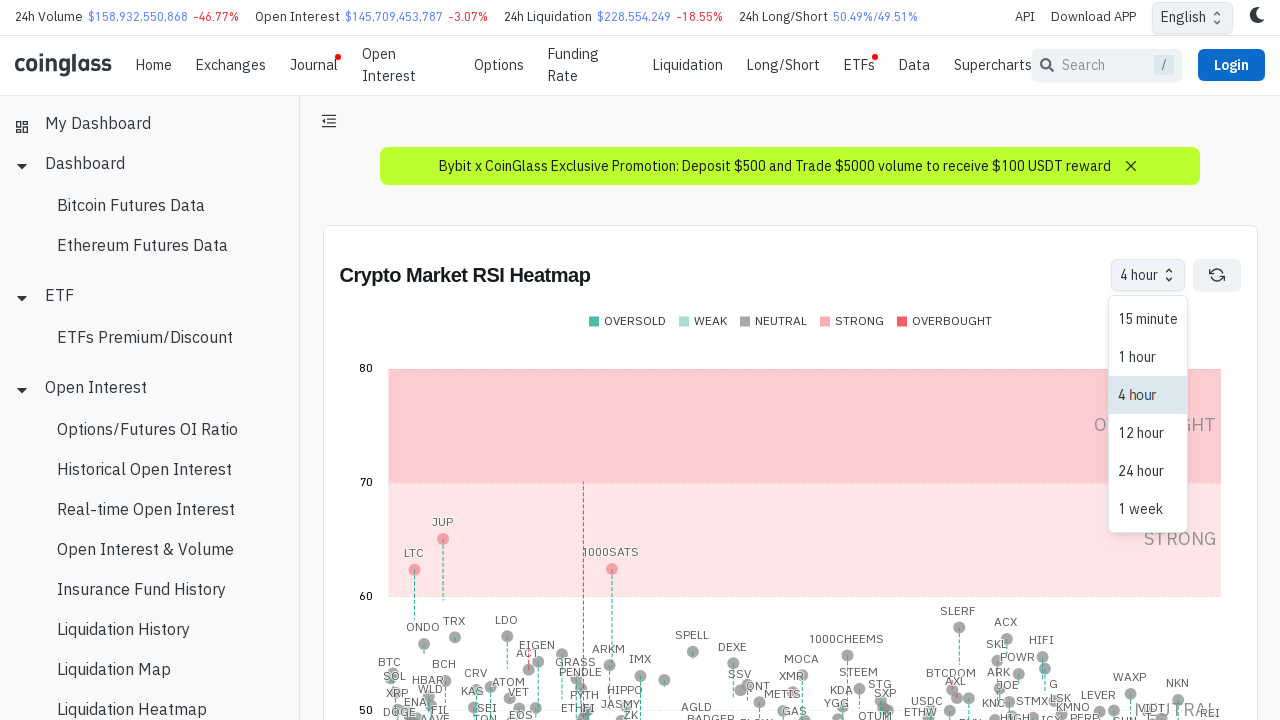 24h Volume $158,932,550,868 -46.77% Open Interest $145,709,453,787 -3.07% 24h Liquidation $228,554,249 -18.55% 24h Long/Short 50.49%/49.51% API Download APP English
coinglass Home Exchanges Journal Open Interest Options Funding Rate Liquidation Long/Short ETFs Data Supercharts Search / Login
My Dashboard
Dashboard
Bitcoin Futures Data
Ethereum Futures Data
ETF
ETFs Premium/Discount
Open Interest
Options/Futures OI Ratio
Historical Open Interest
Real-time Open Interest
Open Interest & Volume
Insurance Fund History
Liquidation History
Liquidation Map
Liquidation Heatmap
Bybit x CoinGlass Exclusive Promotion: Deposit $500 and Trade $5000 volume to receive $100 USDT reward
Crypto Market RSI Heatmap
4 hour
15 minute
1 hour
4 hour
12 hour
24 hour
1 week
OVERSOLD WEAK NEUTRAL STRONG OVERBOUGHT
80
70
STRONG
60
50
NEUTRAL
JUP
LTC
1000SATS
SLERF
ONDO TRX LDO ACX
SPELL 1000CHEEMS HIFI
EIGEN ARKM DEXE SKL
ACT IMX MOCA POWR
BTC BCH GRASS
SOL HBAR CRV ATOM PENDLE SSV XMR STEEM BTCDOM ARK WAXP
XRP WLD KAS VET PYTH HIPPO QNT KDA STG AXL JOE G NKN
ENA SEI JASMY METIS YGG SXP USDC KNC STMX LSK LEVER
DOGE FIL EOS ETHFI ZK AGLD GAS OTUM ETHW HIGH KMNO IDT REI
AAVE TON BADGER ICX PERP